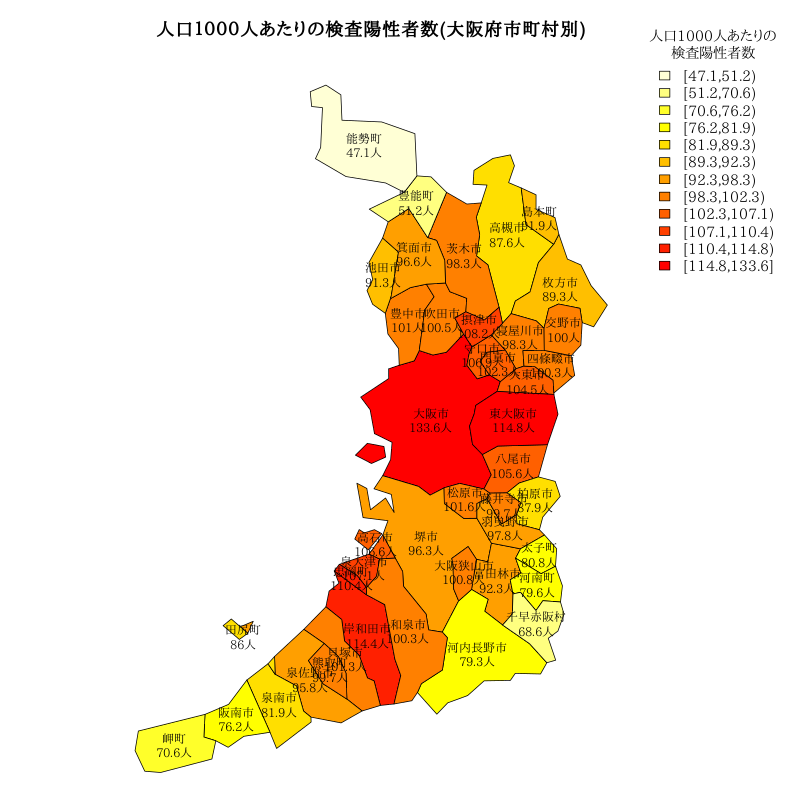 人口1000人あたりの検査陽性者数(大阪府市町村別)
人口1000人あたりの
検査陽性者数
[47.1,51.2)
[51.2,70.6)
[70.6,76.2)
[76.2,81.9)
[81.9,89.3)
[89.3,92.3)
[92.3,98.3)
[98.3,102.3)
[102.3,107.1)
[107.1,110.4)
[110.4,114.8)
[114.8,133.6]
能勢町
47.1人
豊能町
51.2人
島本町
91.9人
高槻市
87.6人
箕面市
96.6人
茨木市
98.3人
池田市
91.3人
枚方市
89.3人
豊中市
101人
吹田市
100.5人
摂津市
108.2人
寝屋川市
98.3人
交野市
100人
守口市
門真市
102.3人
四條畷市
100.3人
大東市
104.5人
大阪市
133.6人
東大阪市
114.8人
八尾市
105.6人
松原市
101.6人
藤井寺市
99.7人
柏原市
87.9人
羽曳野市
97.8人
高石市
堺市
96.3人
太子町
80.8人
泉大津市
110.4人
大阪狭山市
100.8人
富田林市
92.3人
河南町
79.6人
千早赤阪村
68.6人
田尻町
86人
岸和田市
114.4人
和泉市
100.3人
河内長野市
79.3人
貝塚市
101.3人
熊取町
99.7人
泉佐野市
95.8人
泉南市
81.9人
阪南市
76.2人
岬町
70.6人